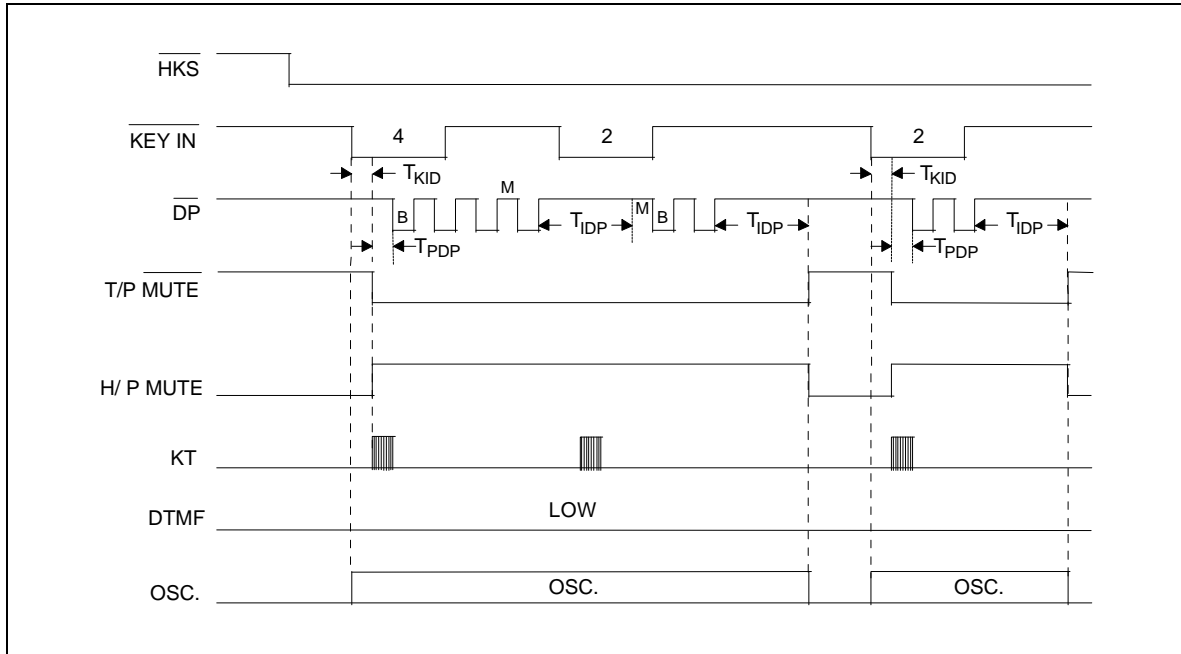 HKS
KEY IN 4 2 2
TKID TKID
DP B M TIDP M B TIDP TIDP
TPDP TPDP
T/P MUTE
H/ P MUTE
KT
DTMF LOW
OSC. OSC. OSC.